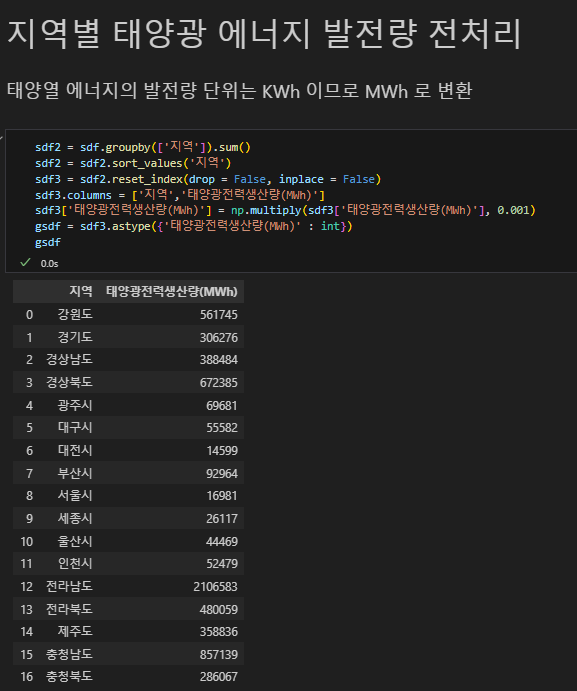 지역별 태양광 에너지 발전량 전처리
태양열 에너지의 발전량 단위는 KWh 이므로 MWh 로 변환
sdf2 = sdf.groupby(['지역']).sum()
sdf2 = sdf2.sort_values('지역')
sdf3 = sdf2.reset_index(drop = False, inplace = False)
sdf3.columns = ['지역','태양광전력생산량(MWh)']
sdf3['태양광전력생산량(MWh)'] = np.multiply(sdf3['태양광전력생산량(MWh)'], 0.001)
gsdf = sdf3.astype({'태양광전력생산량(MWh)' : int})
gsdf
0.0s
지역 태양광전력생산량(MWh)
0 강원도 561745
1 경기도 306276
2 경상남도 388484
3 경상북도 672385
4 광주시 69681
5 대구시 55582
6 대전시 14599
7 부산시 92964
8 서울시 16981
9 세종시 26117
10 울산시 44469
11 인천시 52479
12 전라남도 2106583
13 전라북도 480059
14 제주도 358836
15 충청남도 857139
16 충청북도 286067